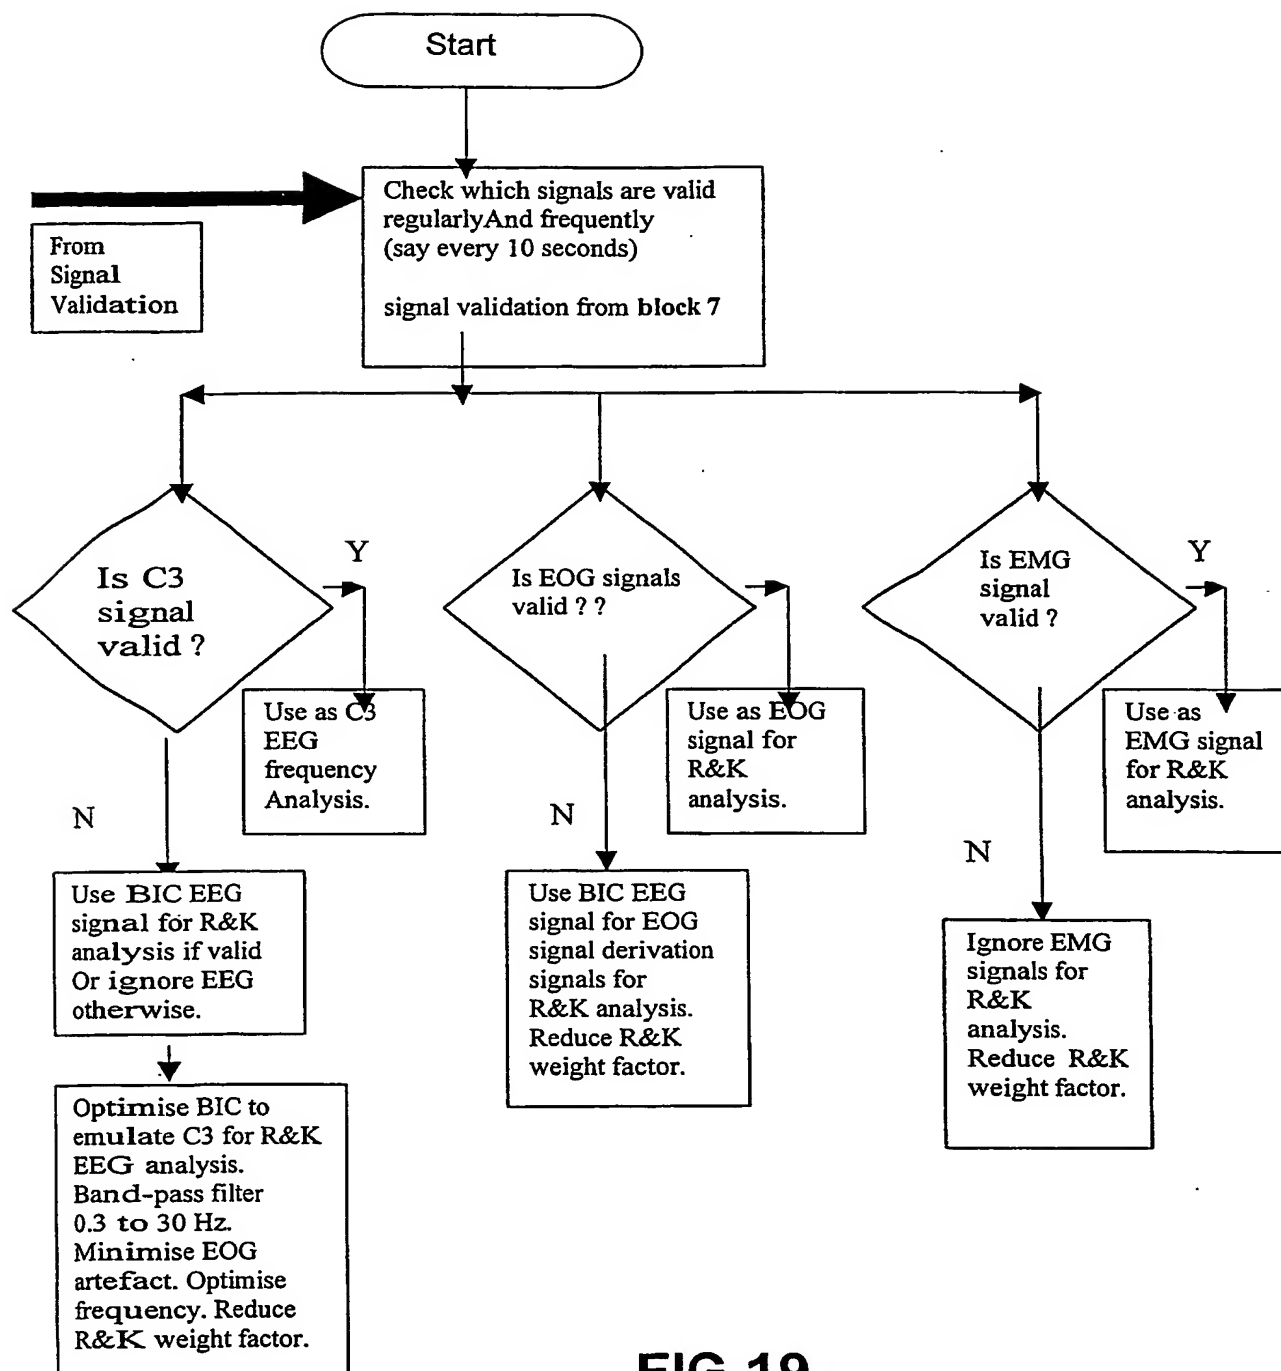 Start
Check which signals are valid
regularlyAnd frequently
(say every 10 seconds)
signal validation from block 7
From
Signal
Validation
Is C3
signal
valid ?
Y
Is EOG signals
valid ? ?
Is EMG
signal
valid ?
Y
Use as C3
EEG
frequency
Analysis.
Use as EOG
signal for
R&K
analysis.
Use as
EMG signal
for R&K
analysis.
N
N
N
Use BIC EEG
signal for R&K
analysis if valid
Or ignore EEG
otherwise.
Use BIC EEG
signal for EOG
signal derivation
signals for
R&K analysis.
Reduce R&K
weight factor.
Ignore EMG
signals for
R&K
analysis.
Reduce R&K
weight factor.
Optimise BIC to
emulate C3 for R&K
EEG analysis.
Band-pass filter
0.3 to 30 Hz.
Minimise EOG
artefact. Optimise
frequency. Reduce
R&K weight factor.
FIG 19